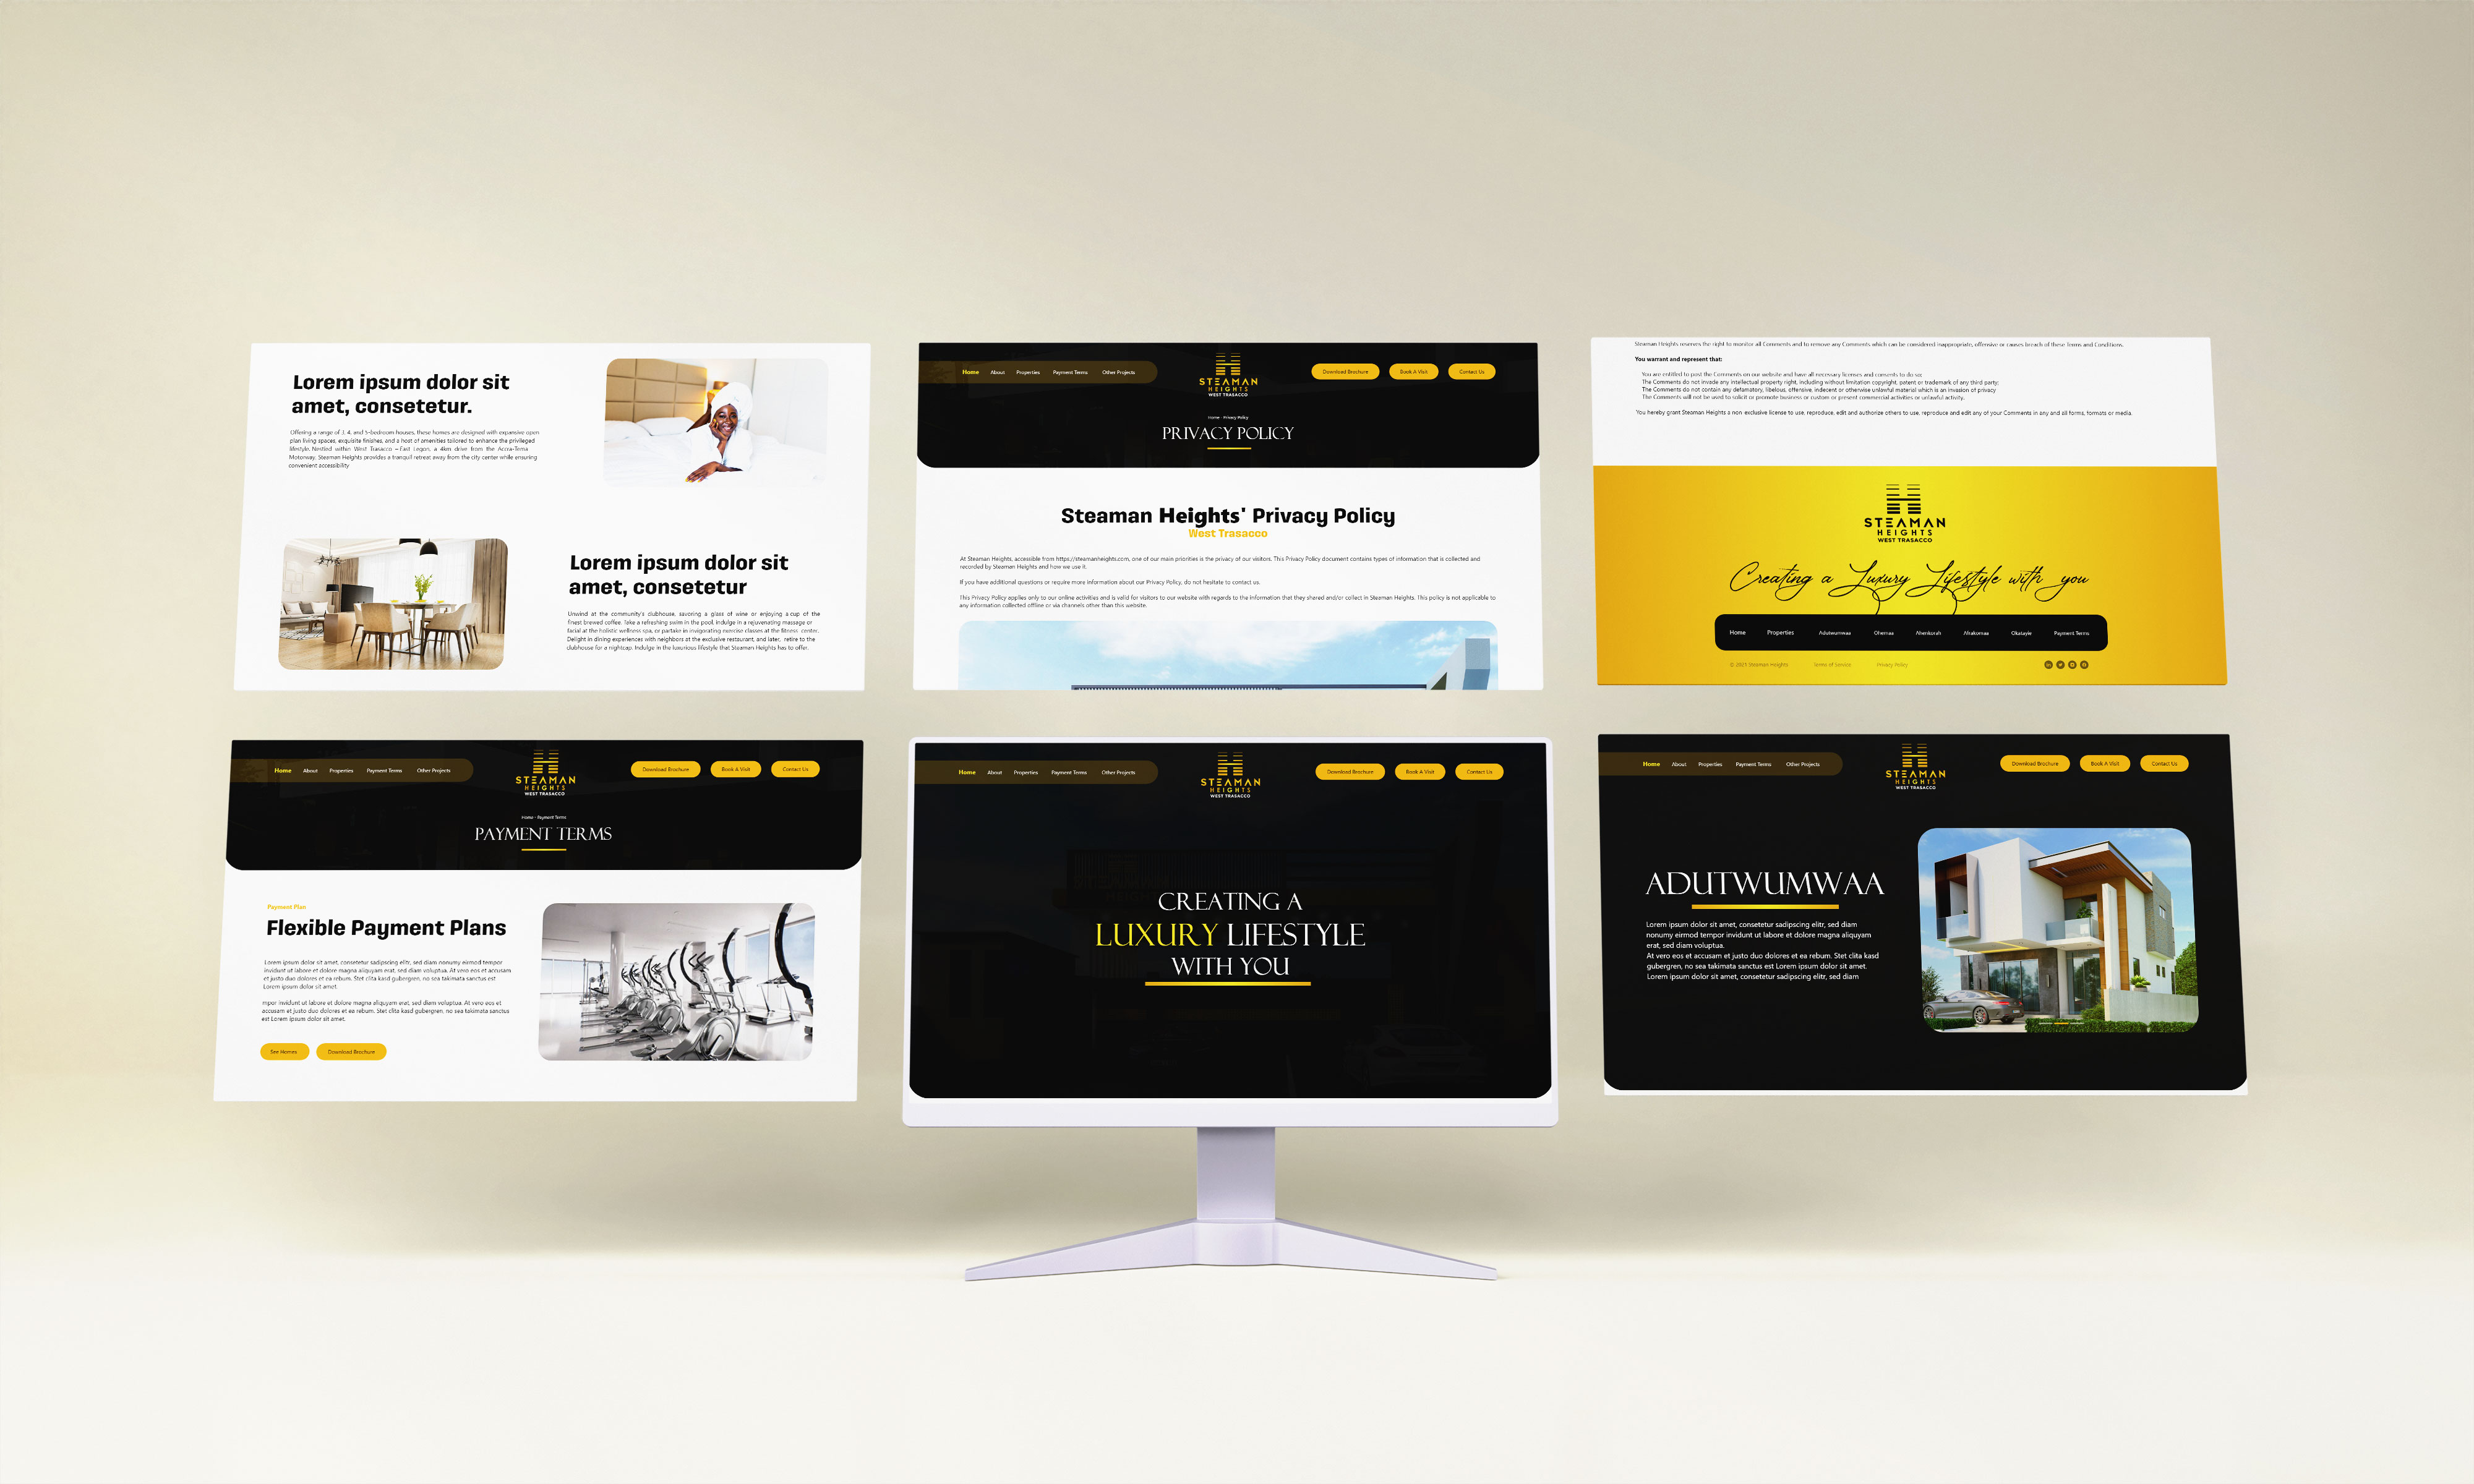 Lorem ipsum dolor sit
amet, consetetur.
Offering a range of 3, 4, and 5-bedroom houses, these homes are designed with expansive open
plan living spaces, exquisite finishes, and a host of amenities tailored to enhance the privileged
lifestyle. Nestled within West Trasacco – East Legon, a 4km drive from the Accra-Tema
Motorway, Steaman Heights provides a tranquil retreat away from the city center while ensuring
convenient accessibility
Lorem ipsum dolor sit
amet, consetetur
Unwind at the community's clubhouse, savoring a glass of wine or enjoying a cup of the
finest brewed coffee. Take a refreshing swim in the pool. Indulge in a rejuvenating massage or
facial at the holistic wellness spa, or partake in invigorating exercise classes at the fitness center.
Delight in dining experiences with neighbors at the exclusive restaurant, and later, retire to the
clubhouse for a nightcap. Indulge in the luxurious lifestyle that Steaman Heights has to offer.
Home About Properties Payment Terms Other Projects
STEAMAN
HEIGHTS
WEST TRASACCO
Download Brochure Book A Visit Contact Us
Home - Privacy Policy
PRIVACY POLICY
Steaman Heights' Privacy Policy
West Trasacco
At Steaman Heights, accessible from https://steamanheights.com, one of our main priorities is the privacy of our visitors. This Privacy Policy document contains types of information that is collected and
recorded by Steaman Heights and how we use it.
If you have additional questions or require more information about our Privacy Policy, do not hesitate to contact us.
This Privacy Policy applies only to our online activities and is valid for visitors to our website with regards to the information that they shared and/or collect in Steaman Heights. This policy is not applicable to
any information collected offline or via channels other than this website.
Steaman Heights reserves the right to monitor all Comments and to remove any Comments which can be considered inappropriate, offensive or causes breach of these Terms and Conditions.
You warrant and represent that:
You are entitled to post the Comments on our website and have all necessary licenses and consents to do so;
The Comments do not invade any intellectual property right, including without limitation copyright, patent or trademark of any third party;
The Comments do not contain any defamatory, libelous, offensive, indecent or otherwise unlawful material which is an invasion of privacy
The Comments will not be used to solicit or promote business or custom or present commercial activities or unlawful activity.
You hereby grant Steaman Heights a non-exclusive license to use, reproduce, edit and authorize others to use, reproduce and edit any of your Comments in any and all forms, formats or media.
STEAMAN
HEIGHTS
WEST TRASACCO
Creating a Luxury Lifestyle with you
Home Properties Adutwumwaa Ohemaa Ahenkorah Afrakomaa Okatayie Payment Terms
© 2023 Steaman Heights Terms of Service Privacy Policy
Home About Properties Payment Terms Other Projects
STEAMAN
HEIGHTS
WEST TRASACCO
Download Brochure Book A Visit Contact Us
Home - Payment Terms
PAYMENT TERMS
Payment Plan
Flexible Payment Plans
Lorem ipsum dolor sit amet, consetetur sadipscing elitr, sed diam nonumy eirmod tempor
invidunt ut labore et dolore magna aliquyam erat, sed diam voluptua. At vero eos et accusam
et justo duo dolores et ea rebum. Stet clita kasd gubergren, no sea takimata sanctus est
Lorem ipsum dolor sit amet.
mpor invidunt ut labore et dolore magna aliquyam erat, sed diam voluptua. At vero eos et
accusam et justo duo dolores et ea rebum. Stet clita kasd gubergren, no sea takimata sanctus
est Lorem ipsum dolor sit amet.
See Homes Download Brochure
Home About Properties Payment Terms Other Projects
STEAMAN
HEIGHTS
WEST TRASACCO
Download Brochure Book A Visit Contact Us
CREATING A
LUXURY LIFESTYLE
WITH YOU
Home About Properties Payment Terms Other Projects
STEAMAN
HEIGHTS
WEST TRASACCO
Download Brochure Book A Visit Contact Us
ADUTWUMWAA
Lorem ipsum dolor sit amet, consetetur sadipscing elitr, sed diam
nonumy eirmod tempor invidunt ut labore et dolore magna aliquyam
erat, sed diam voluptua.
At vero eos et accusam et justo duo dolores et ea rebum. Stet clita kasd
gubergren, no sea takimata sanctus est Lorem ipsum dolor sit amet.
Lorem ipsum dolor sit amet, consetetur sadipscing elitr, sed diam